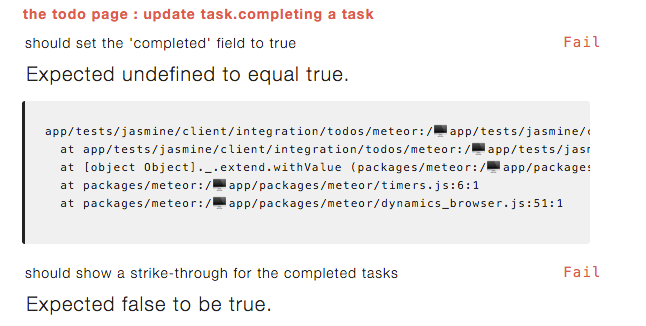 the todo page : update task.completing a task
should set the 'completed' field to true Fail
Expected undefined to equal true.
app/tests/jasmine/client/integration/todos/meteor:/🖥️app/tests/jasmine/c
at app/tests/jasmine/client/integration/todos/meteor:/🖥️app/tests/jasm
at [object Object]._.extend.withValue (packages/meteor:/🖥️app/packages
at packages/meteor:/🖥️app/packages/meteor/timers.js:6:1
at packages/meteor:/🖥️app/packages/meteor/dynamics_browser.js:51:1
should show a strike-through for the completed tasks Fail
Expected false to be true.